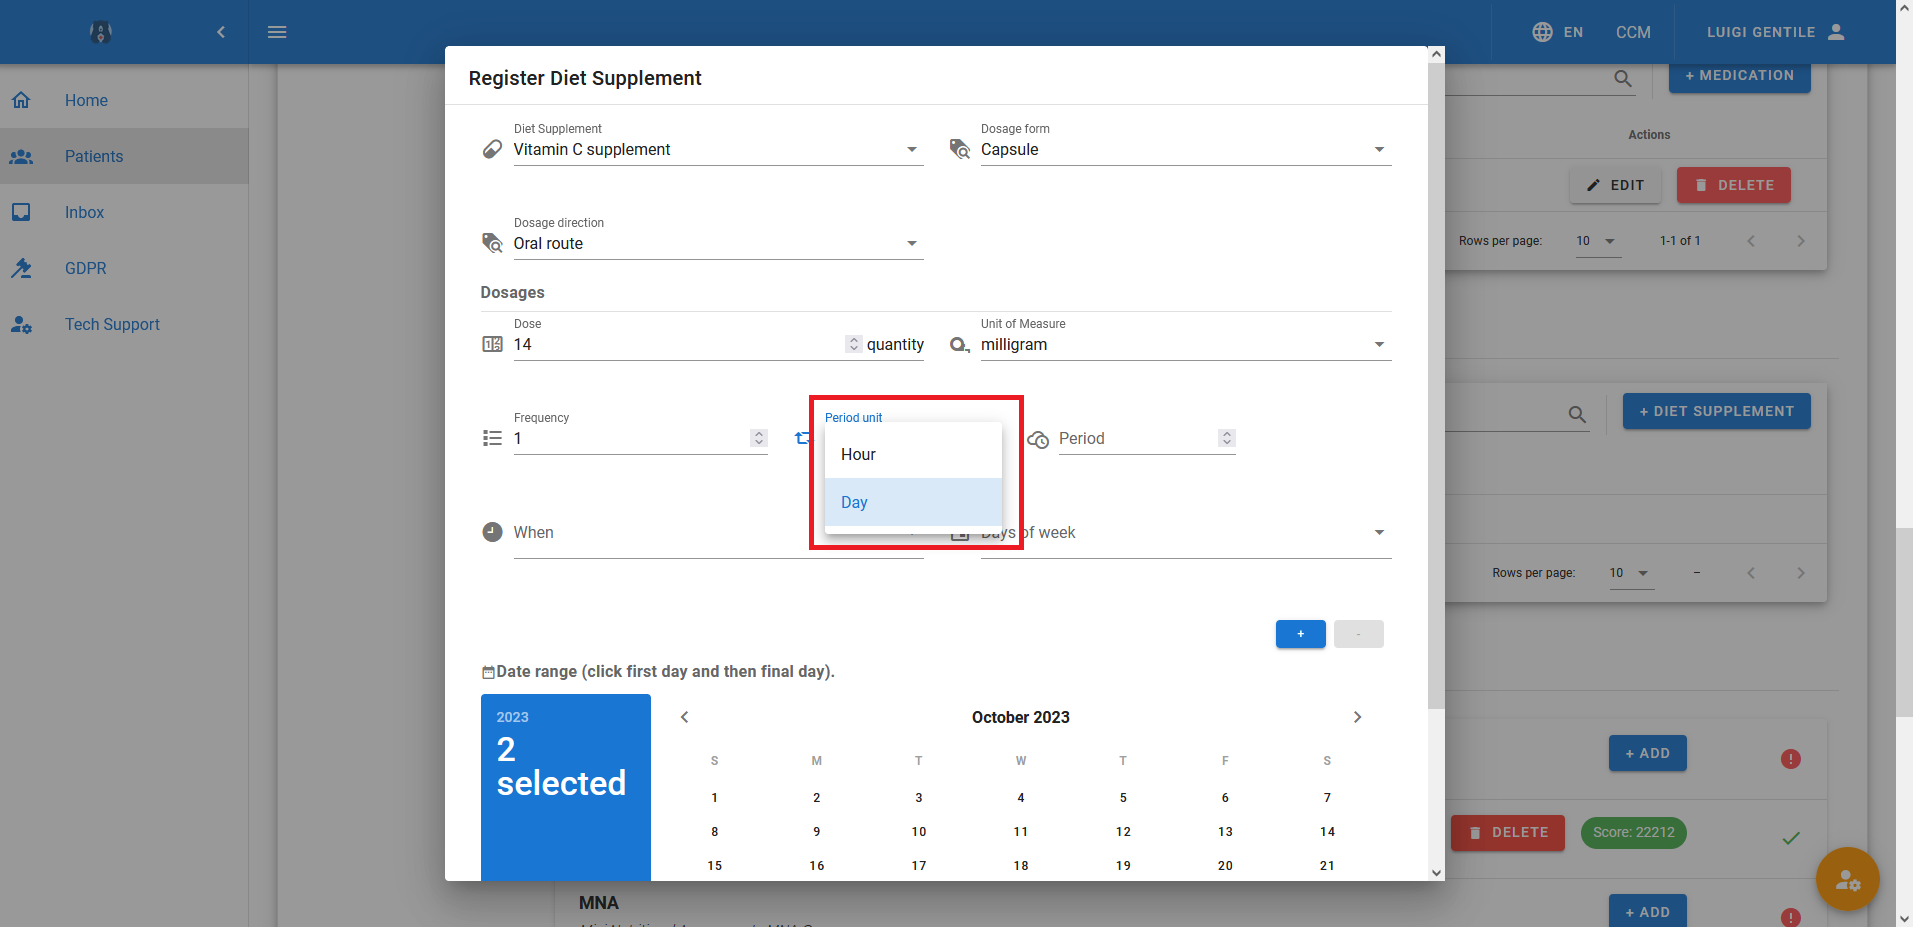 EN
CCM
LUIGI GENTILE
Home
Patients
Inbox
GDPR
Tech Support
Register Diet Supplement
Diet Supplement
Vitamin C supplement
Dosage form
Capsule
Dosage direction
Oral route
Dosages
Dose
14
quantity
Unit of Measure
milligram
Frequency
1
Period unit
Hour
Day
Period
When
Days of week
+
-
Date range (click first day and then final day).
2023
2
selected
October 2023
S M T W T F S
1 2 3 4 5 6 7
8 9 10 11 12 13 14
15 16 17 18 19 20 21
+ MEDICATION
Actions
EDIT
DELETE
Rows per page:
10
1-1 of 1
+ DIET SUPPLEMENT
Rows per page:
10
–
+ ADD
DELETE
Score: 22212
MNA
+ ADD